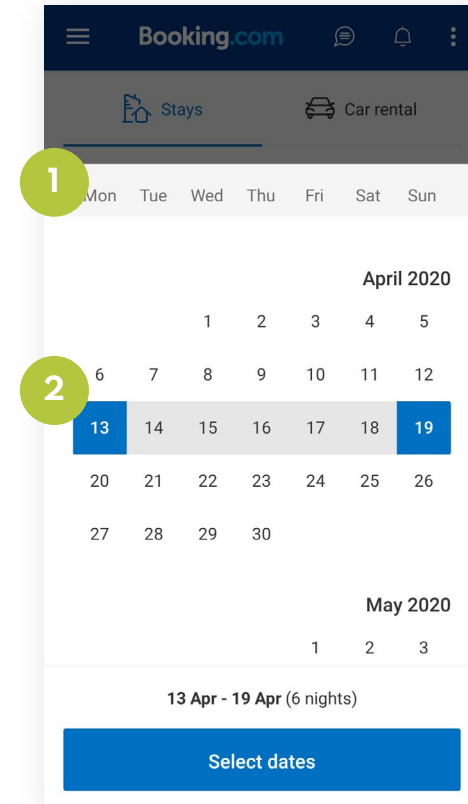 Booking.com
Stays Car rental
1
Mon Tue Wed Thu Fri Sat Sun
April 2020
1 2 3 4 5
6 7 8 9 10 11 12
2
13 14 15 16 17 18 19
20 21 22 23 24 25 26
27 28 29 30
May 2020
1 2 3
13 Apr - 19 Apr (6 nights)
Select dates